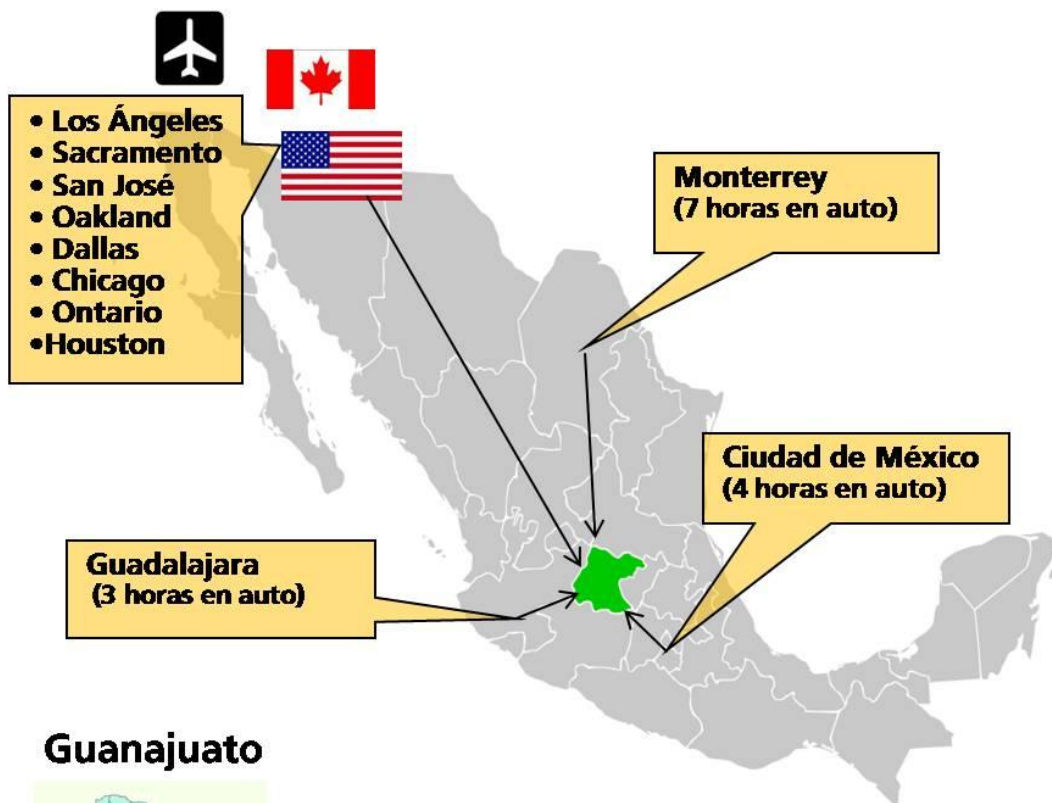 • Los Ángeles
• Sacramento
• San José
• Oakland
• Dallas
• Chicago
• Ontario
•Houston
Monterrey
(7 horas en auto)
Ciudad de México
(4 horas en auto)
Guadalajara
(3 horas en auto)
Guanajuato